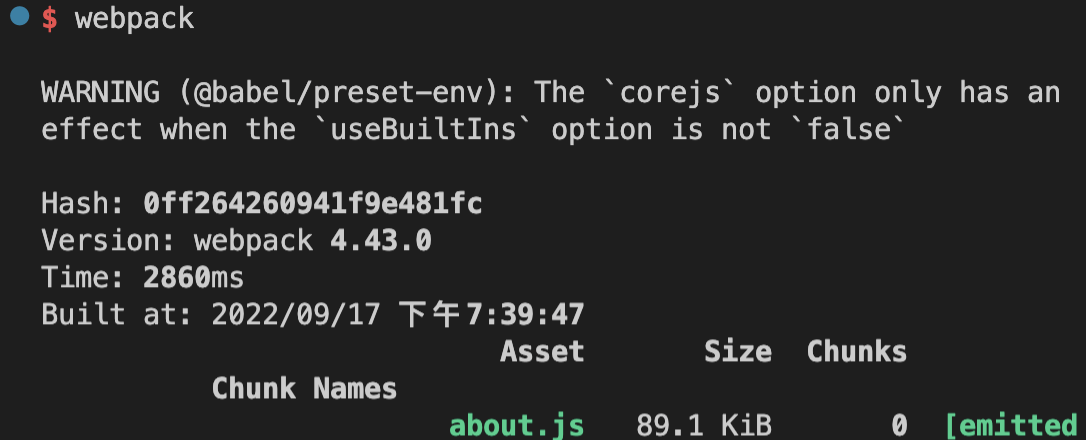 $ webpack
WARNING (@babel/preset-env): The `corejs` option only has an
effect when the `useBuiltIns` option is not `false`
Hash: 0ff264260941f9e481fc
Version: webpack 4.43.0
Time: 2860ms
Built at: 2022/09/17 下午7:39:47
Asset Size Chunks
Chunk Names
about.js 89.1 KiB 0 [emitted